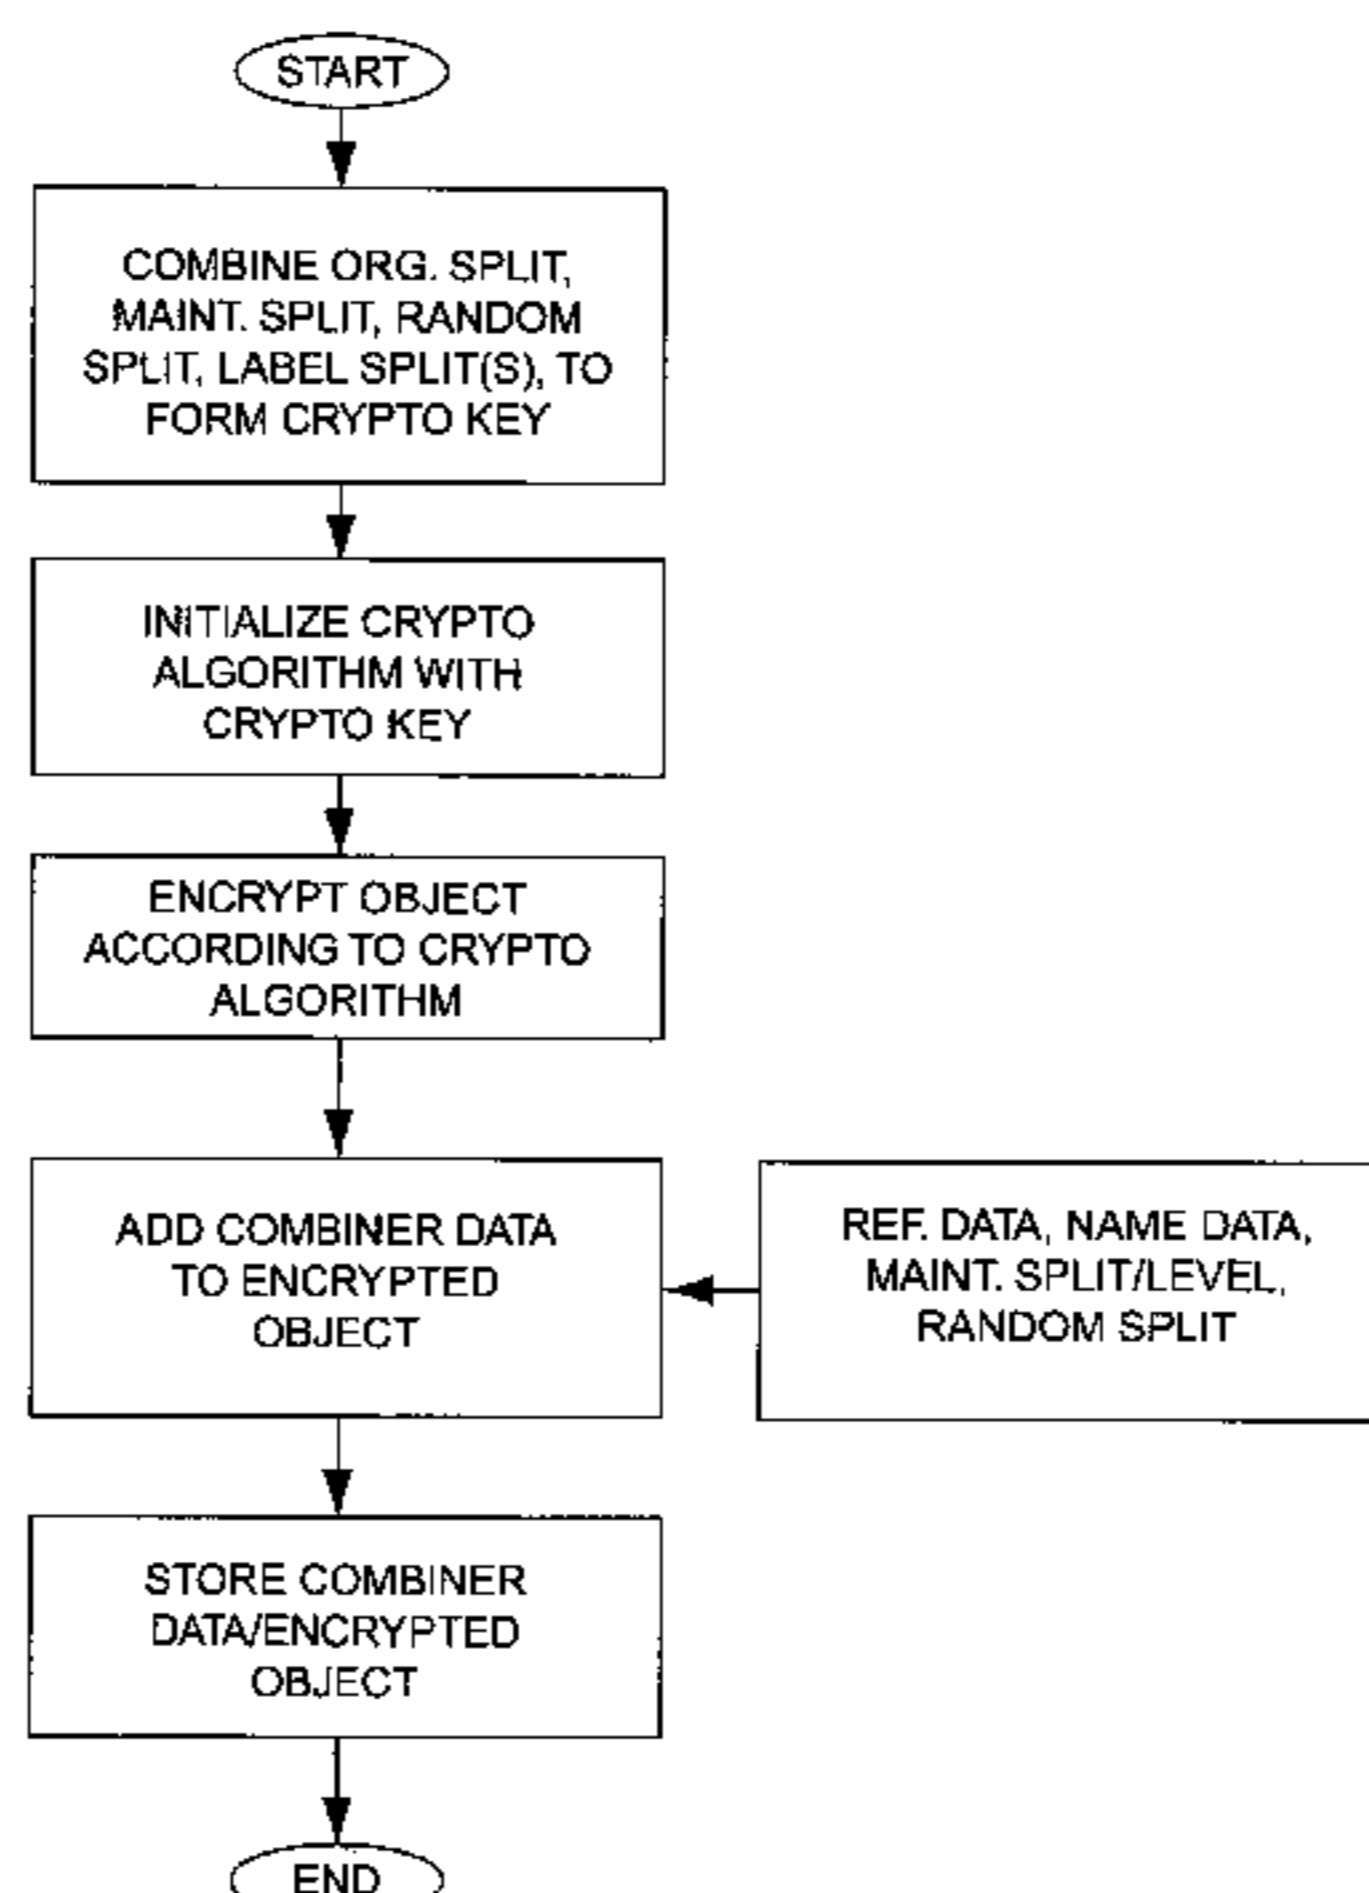 START
COMBINE ORG. SPLIT,
MAINT. SPLIT, RANDOM
SPLIT, LABEL SPLIT(S), TO
FORM CRYPTO KEY
INITIALIZE CRYPTO
ALGORITHM WITH
CRYPTO KEY
ENCRYPT OBJECT
ACCORDING TO CRYPTO
ALGORITHM
ADD COMBINER DATA
TO ENCRYPTED
OBJECT
REF. DATA, NAME DATA,
MAINT. SPLIT/LEVEL,
RANDOM SPLIT
STORE COMBINER
DATA/ENCRYPTED
OBJECT
END